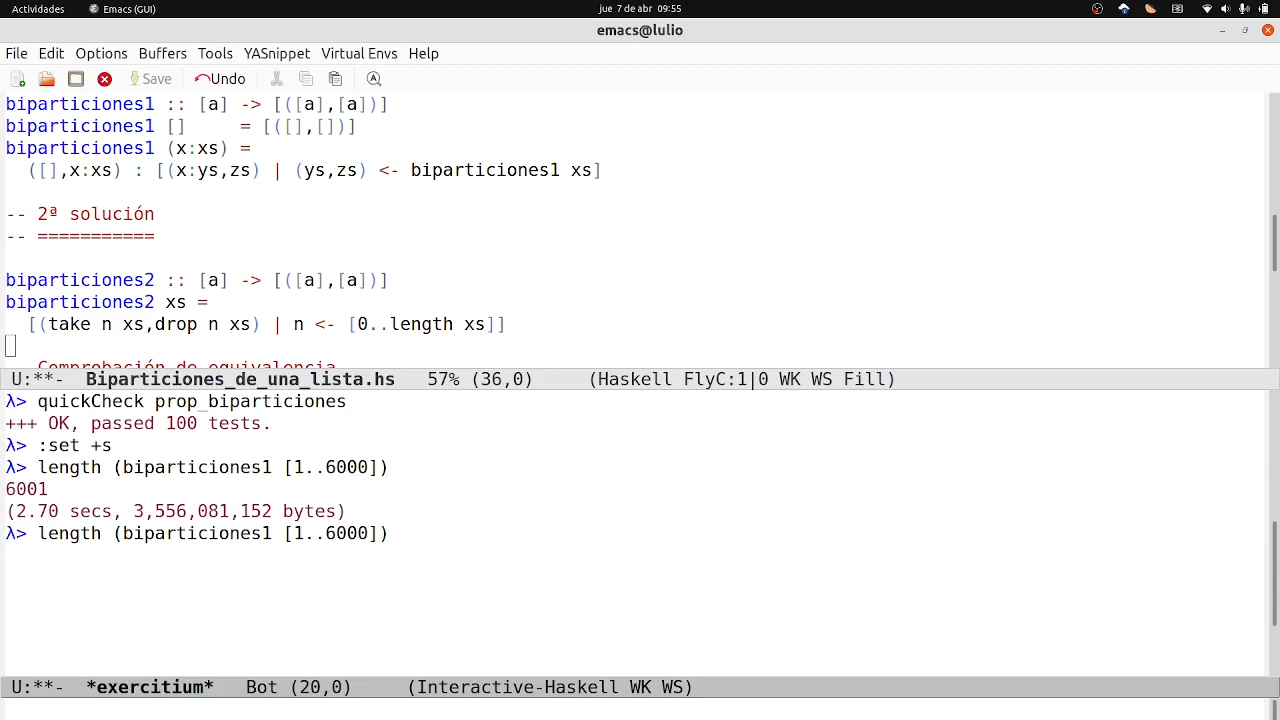 Actividades Emacs (GUI) jue 7 de abr 09:55
emacs@lulio
File Edit Options Buffers Tools YASnippet Virtual Envs Help
Save Undo
biparticiones1 :: [a] -> [([a],[a])]
biparticiones1 []     = [([],[])]
biparticiones1 (x:xs) =
  ([],x:xs) : [(x:ys,zs) | (ys,zs) <- biparticiones1 xs]
-- 2ª solución
-- ===========
biparticiones2 :: [a] -> [([a],[a])]
biparticiones2 xs =
  [(take n xs,drop n xs) | n <- [0..length xs]]
Comprobación de equivalencia
U:**-  Biparticiones_de_una_lista.hs   57% (36,0)     (Haskell FlyC:1|0 WK WS Fill)
λ> quickCheck prop_biparticiones
+++ OK, passed 100 tests.
λ> :set +s
λ> length (biparticiones1 [1..6000])
6001
(2.70 secs, 3,556,081,152 bytes)
λ> length (biparticiones1 [1..6000])
U:**-  *exercitium*   Bot (20,0)     (Interactive-Haskell WK WS)